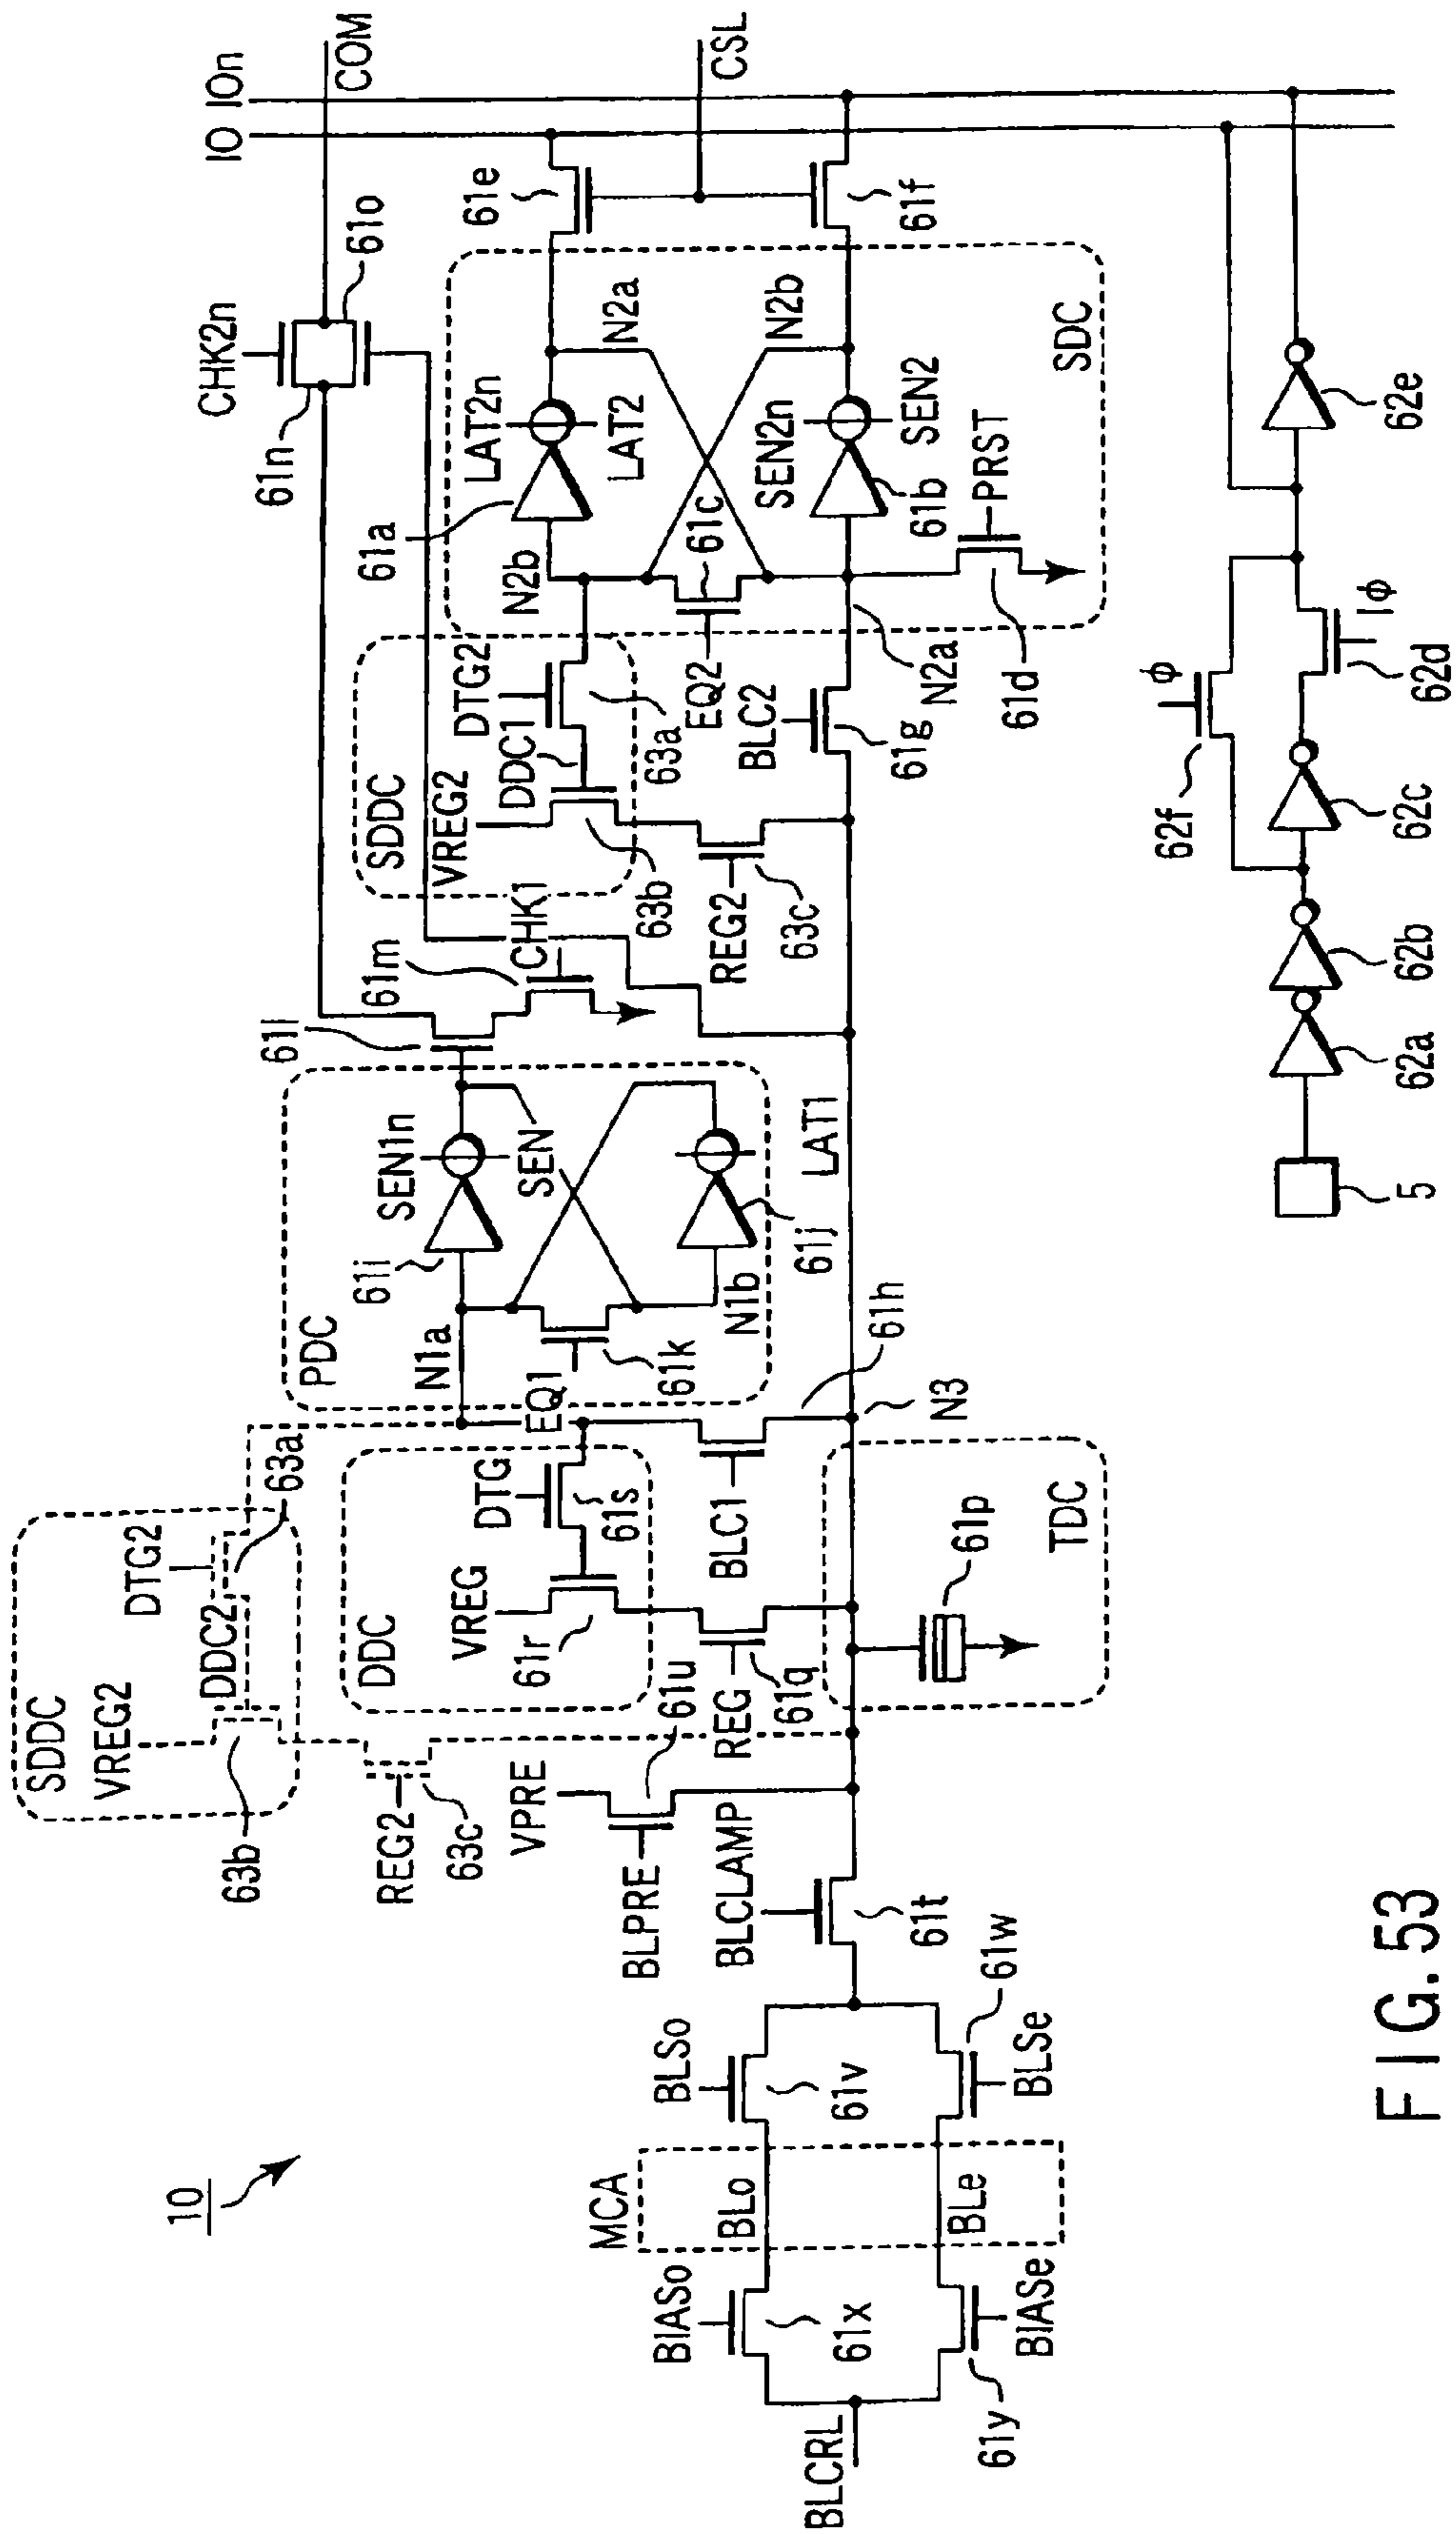 10
BLCRL
BIASo
61x
BIASe
61y
MCA
BLo
BLe
BLSo
61v
BLSe
61w
BLCLAMP
61t
BLPRE
VPRE
61u
SDDC
VREG2
DDC2
DTG2
63a
63b
REG2
63c
DDC
VREG
DTG
61r
61s
REG
61q
BLC1
61h
N3
TDC
61p
PDC
N1a
EQ1
61k
N1b
61i
SEN1n
SEN
61j
LAT1
61l
61m
CHK1
CHK2n
61n
61o
COM
SDDC
VREG2
DDC1
DTG2
63a
63b
REG2
63c
BLC2
61g
EQ2
61c
N2a
N2b
61a
LAT2n
LAT2
N2a
N2b
SEN2n
SEN2
61b
PRST
61d
SDC
61e
61f
CSL
IO
IOn
5
62a
62b
62c
62f
φ
62d
Iφ
62e
FIG. 53